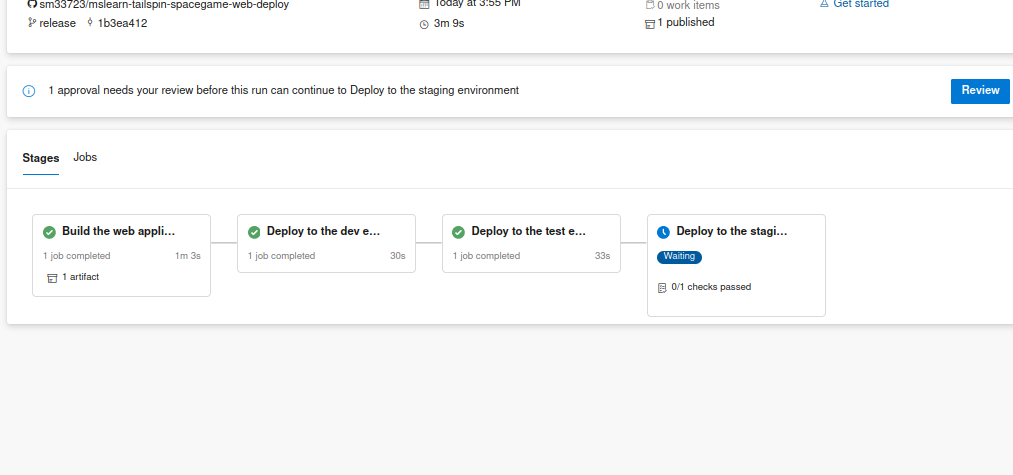 sm33723/mslearn-tailspin-spacegame-web-deploy
Today at 3:55 PM
0 work items
Get started
release 1b3ea412
3m 9s
1 published
1 approval needs your review before this run can continue to Deploy to the staging environment
Review
Stages Jobs
Build the web appli...
1 job completed 1m 3s
1 artifact
Deploy to the dev e...
1 job completed 30s
Deploy to the test e...
1 job completed 33s
Deploy to the stagi...
Waiting
0/1 checks passed